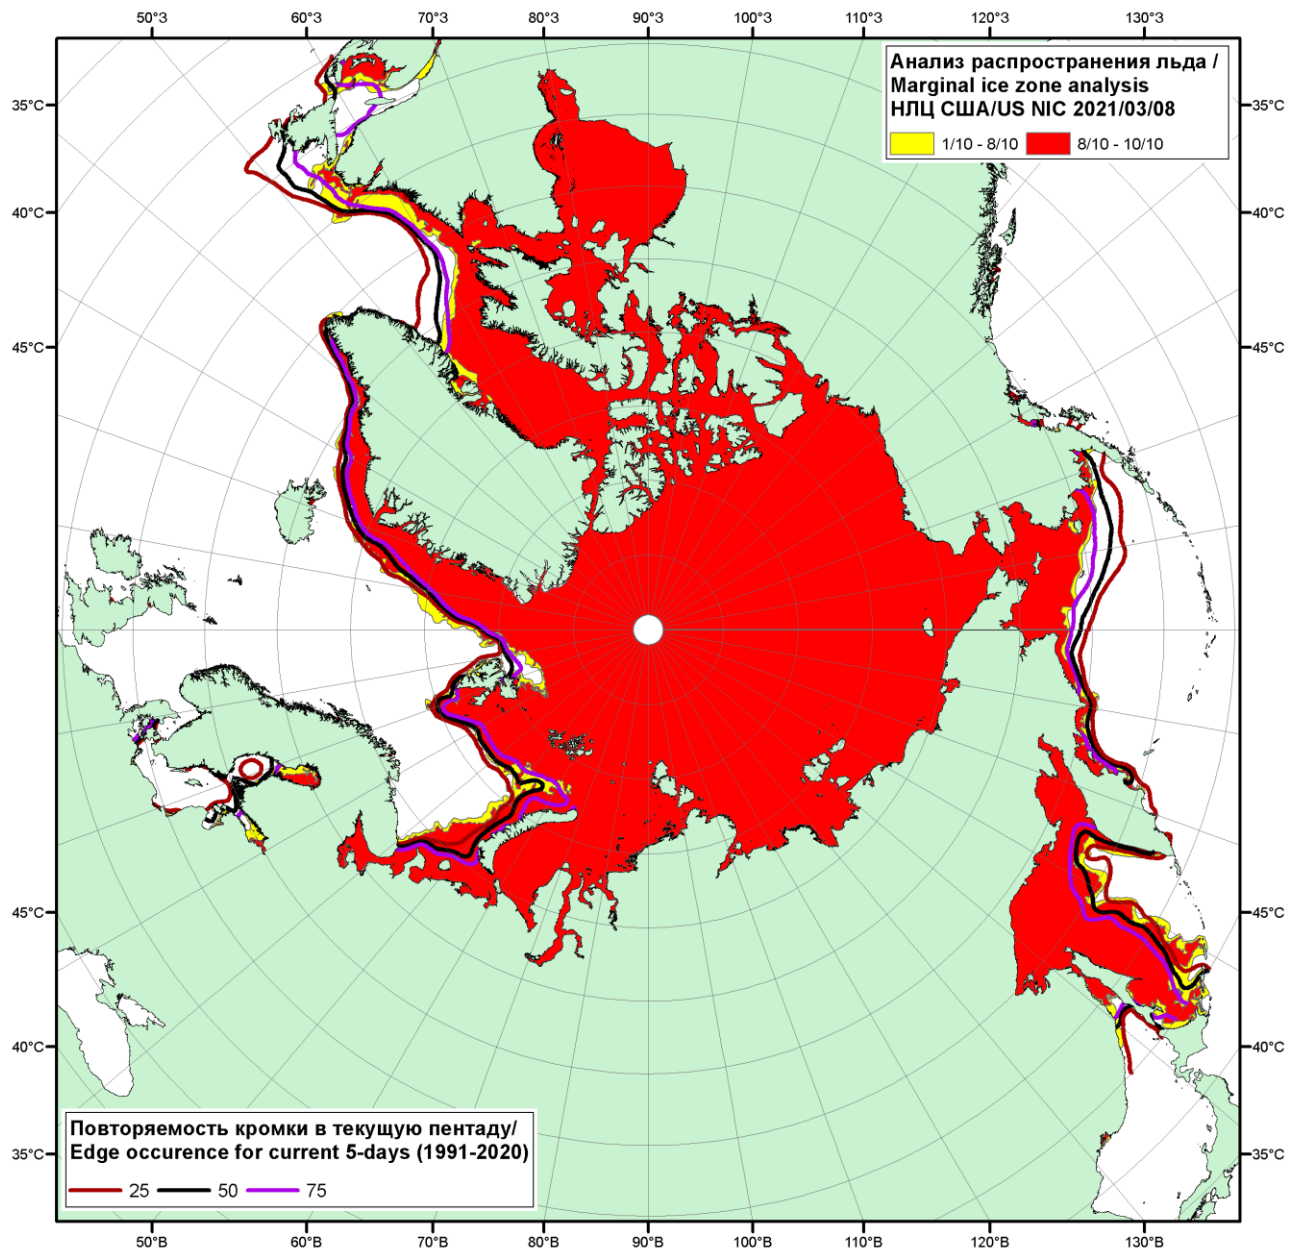 50°З 60°З 70°З 80°З 90°З 100°З 110°З 120°З 130°З
Анализ распространения льда /
Marginal ice zone analysis
НЛЦ США/US NIC 2021/03/08
1/10 - 8/10 8/10 - 10/10
35°С 35°С
40°С 40°С
45°С 45°С
45°С 45°С
40°С 40°С
35°С 35°С
Повторяемость кромки в текущую пентаду/
Edge occurence for current 5-days (1991-2020)
25 50 75
50°В 60°В 70°В 80°В 90°В 100°В 110°В 120°В 130°В